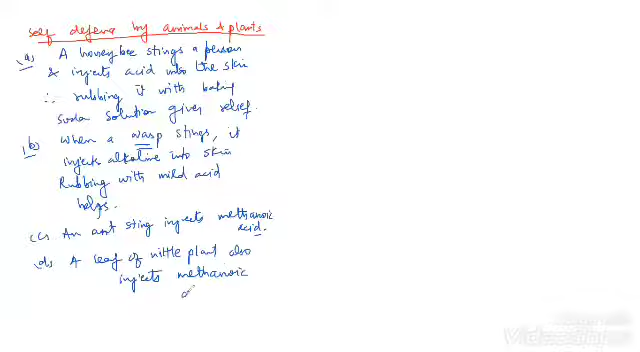 Self defence by animals & plants
(a) A honey bee stings a person
& injects acid into the skin
∴ rubbing it with baking
soda solution gives relief.
(b) When a wasp stings, it
injects alkaline into skin
Rubbing with mild acid
helps.
(c) An ant sting injects methanoic
acid.
(d) A leaf of nittle plant also
injects methanoic